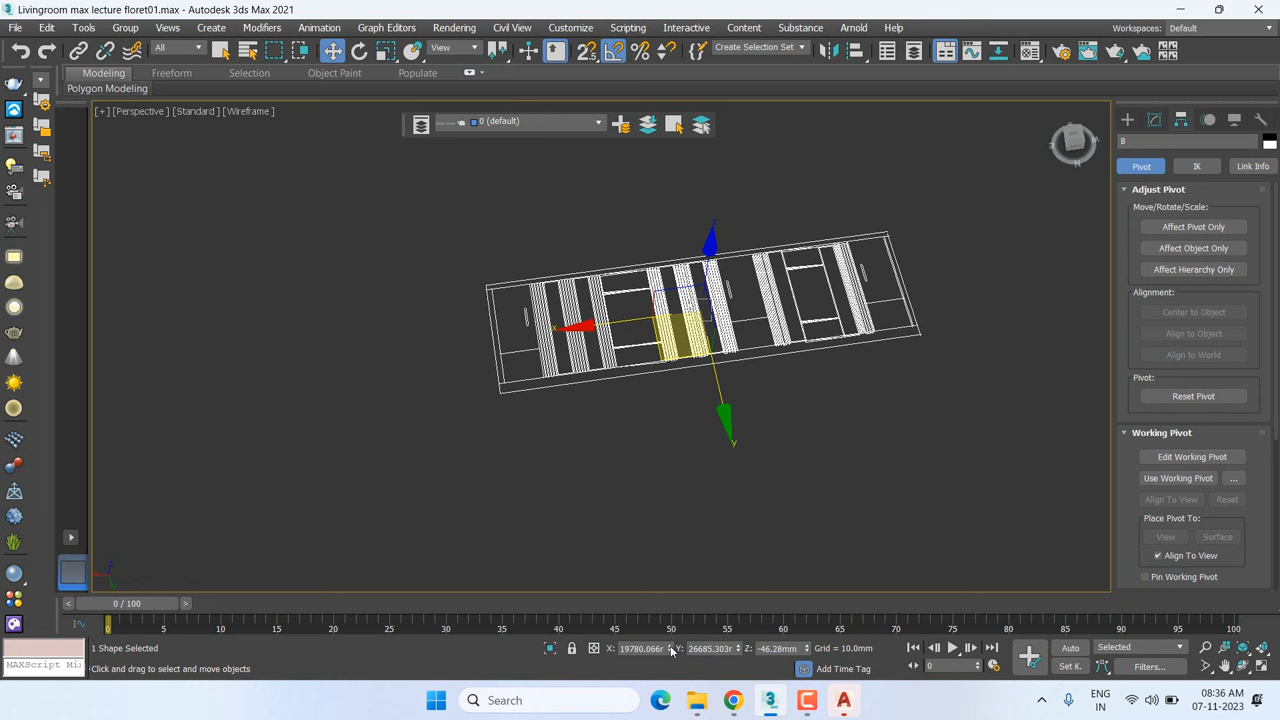 Livingroom max lecture floret01.max - Autodesk 3ds Max 2021
File Edit Tools Group Views Create Modifiers Animation Graph Editors Rendering Civil View Customize Scripting Interactive Content Substance Arnold Help Workspaces: Default
All View Create Selection Set
Modeling Freeform Selection Object Paint Populate
Polygon Modeling
[+] [Perspective] [Standard] [Wireframe]
0 (default)
B
Pivot IK Link Info
Adjust Pivot
Move/Rotate/Scale:
Affect Pivot Only
Affect Object Only
Affect Hierarchy Only
Alignment:
Center to Object
Align to Object
Align to World
Pivot:
Reset Pivot
Working Pivot
Edit Working Pivot
Use Working Pivot ...
Align To View Reset
Place Pivot To:
View Surface
Align To View
Pin Working Pivot
x
y
z
0 / 100
0 5 10 15 20 25 30 35 40 45 50 55 60 65 70 75 80 85 90 95 100
1 Shape Selected
X: 19780.066r Y: 26685.303r Z: -46.28mm Grid = 10.0mm
Auto Selected
MAXScript Mi
Click and drag to select and move objects
Add Time Tag
0
Set K. Filters...
Search
ENG
IN
08:36 AM
07-11-2023